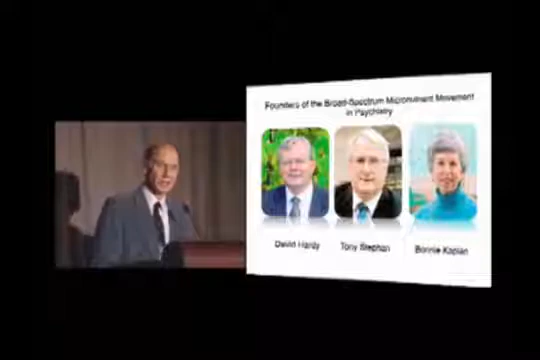 Founders of the Broad-Spectrum Micronutrient Movement
in Psychiatry
David Hardy Tony Stephan Bonnie Kaplan